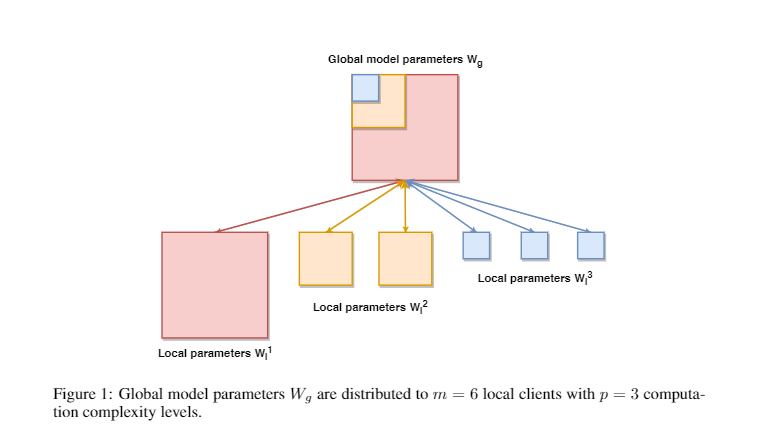 Global model parameters W_g
Local parameters W_l^3
Local parameters W_l^2
Local parameters W_l^1
Figure 1: Global model parameters W_g are distributed to m = 6 local clients with p = 3 computa-
tion complexity levels.